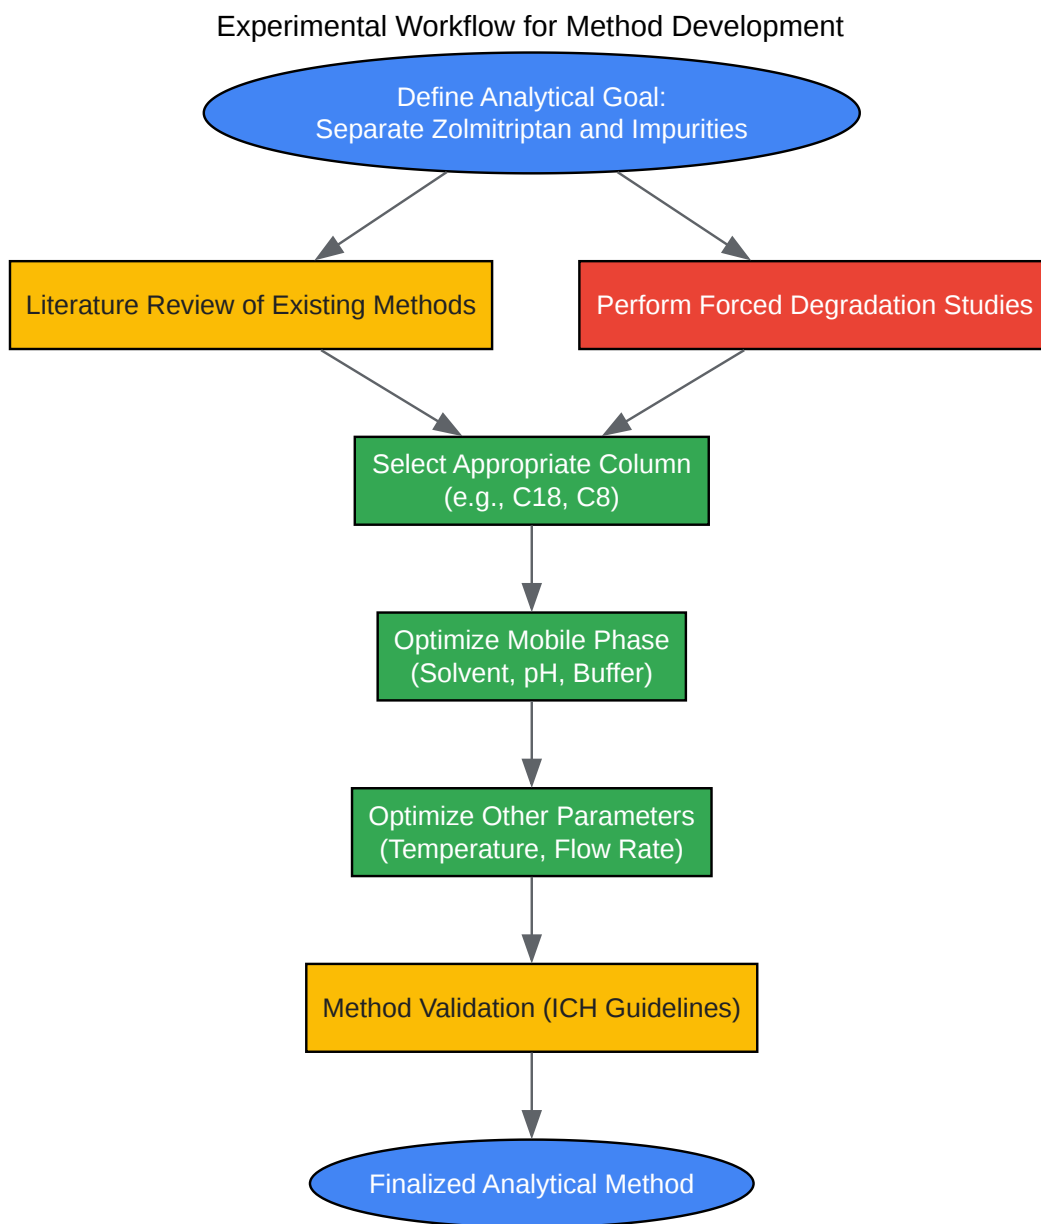 Experimental Workflow for Method Development
Define Analytical Goal:
Separate Zolmitriptan and Impurities
Literature Review of Existing Methods
Perform Forced Degradation Studies
Select Appropriate Column
(e.g., C18, C8)
Optimize Mobile Phase
(Solvent, pH, Buffer)
Optimize Other Parameters
(Temperature, Flow Rate)
Method Validation (ICH Guidelines)
Finalized Analytical Method